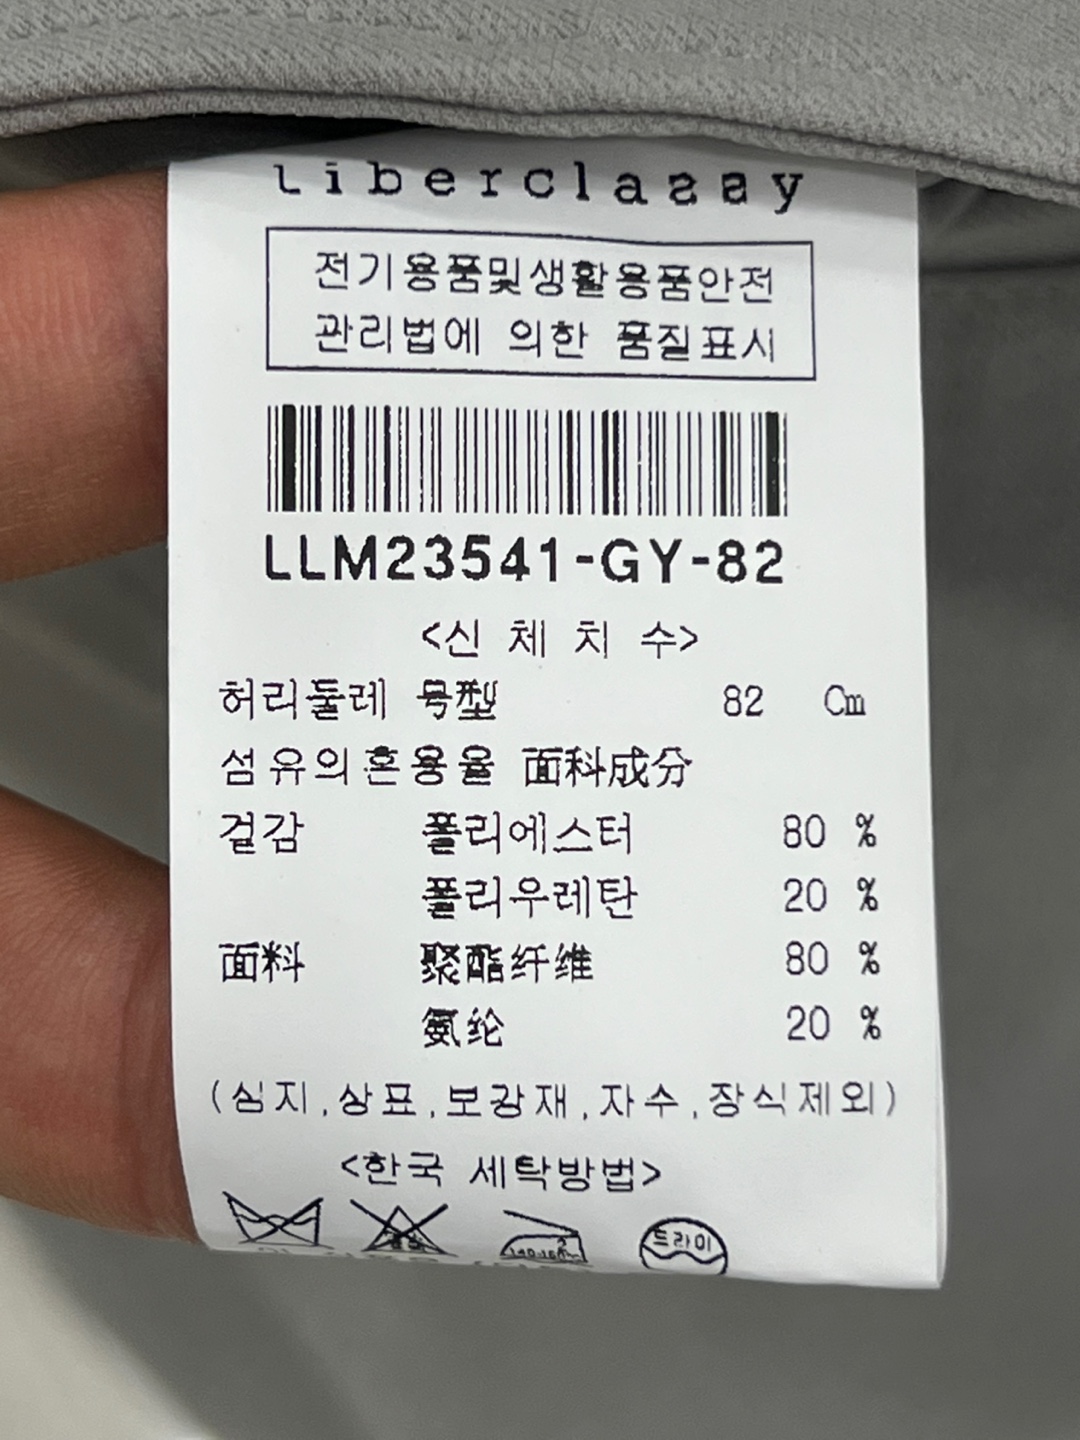 Liberclassy
전기용품및생활용품안전
관리법에 의한 품질표시
LLM23541-GY-82
<신 체 치 수>
허리둘레 号型 82 Cm
섬유의혼용율 面科成分
겉감 폴리에스터 80 %
폴리우레탄 20 %
面料 聚酯纤维 80 %
氨纶 20 %
(심지,상표,보강재,자수,장식제외)
<한국 세탁방법>
드라이